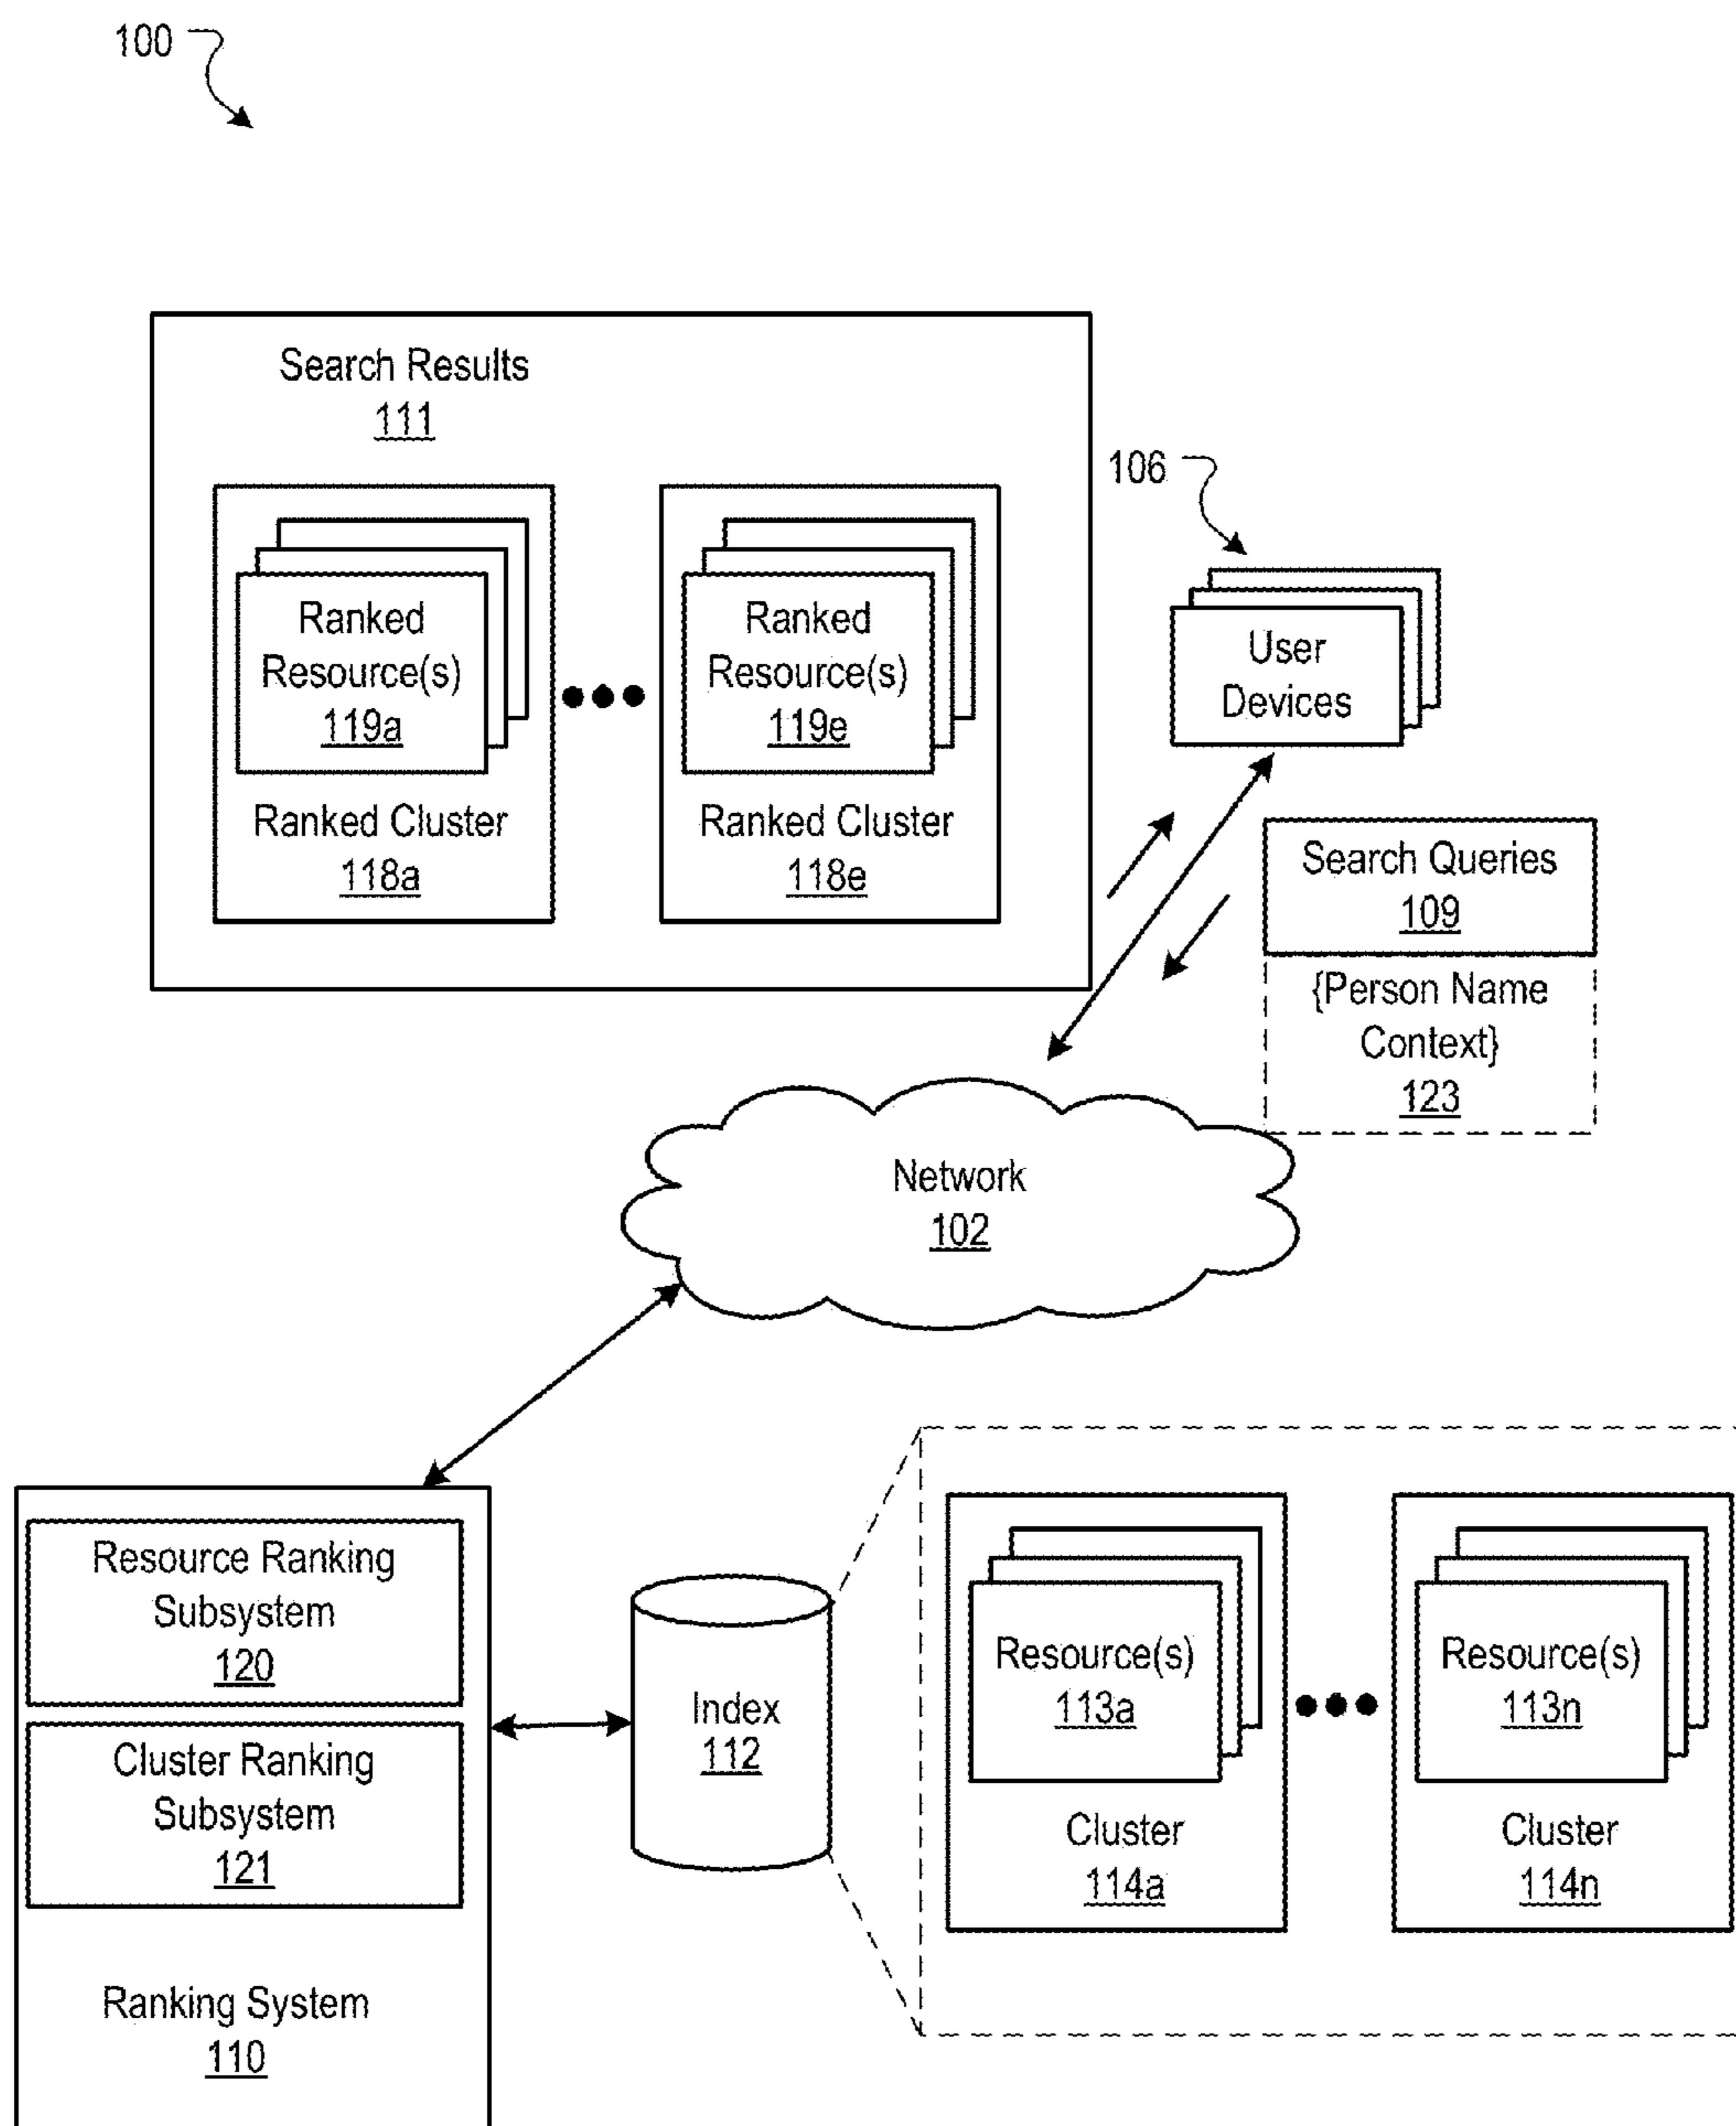 100
Search Results
111
Ranked
Resource(s)
119a
Ranked Cluster
118a
Ranked
Resource(s)
119e
Ranked Cluster
118e
106
User
Devices
Search Queries
109
{Person Name
Context}
123
Network
102
Resource Ranking
Subsystem
120
Cluster Ranking
Subsystem
121
Ranking System
110
Index
112
Resource(s)
113a
Cluster
114a
Resource(s)
113n
Cluster
114n